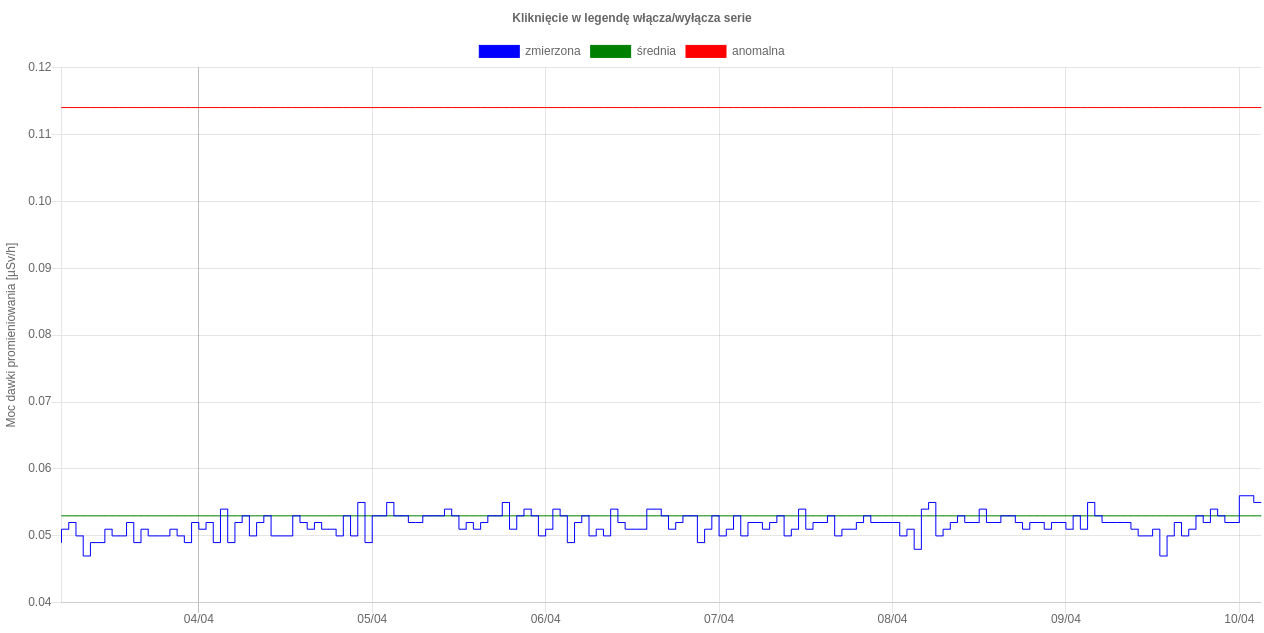 Kliknięcie w legendę włącza/wyłącza serie
zmierzona średnia anomalna
Moc dawki promieniowania [µSv/h]
0.12
0.11
0.10
0.09
0.08
0.07
0.06
0.05
0.04
04/04 05/04 06/04 07/04 08/04 09/04 10/04